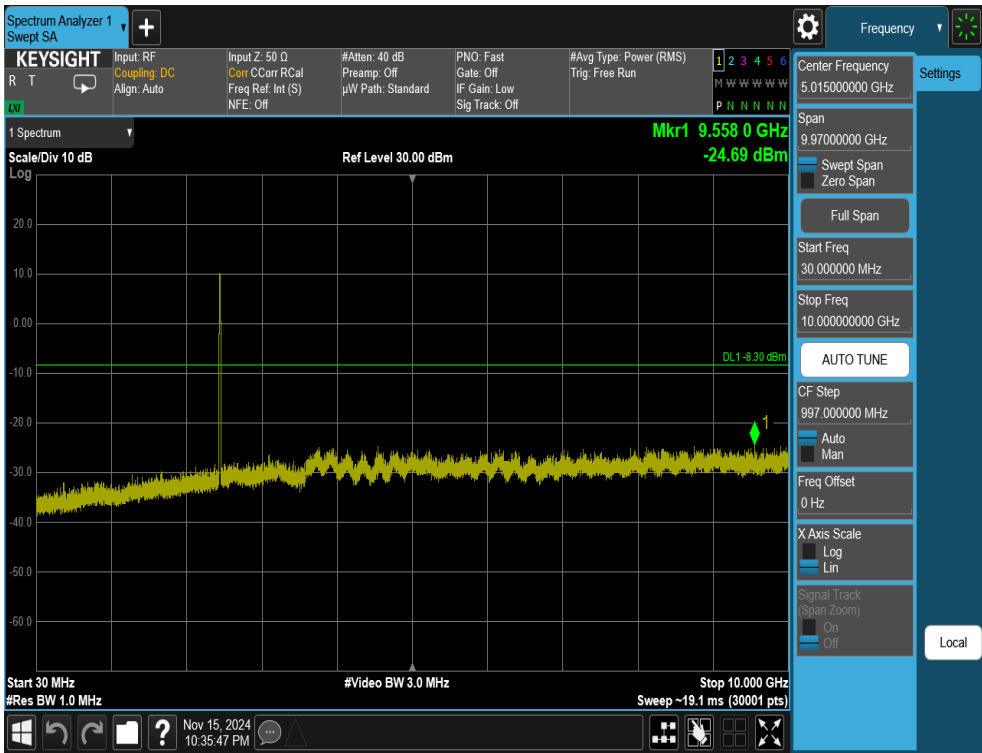 Spectrum Analyzer 1
Swept SA
+
Frequency
KEYSIGHT
R T
LXI
Input: RF
Coupling: DC
Align: Auto
Input Z: 50 Ω
Corr CCorr RCal
Freq Ref: Int (S)
NFE: Off
#Atten: 40 dB
Preamp: Off
µW Path: Standard
PNO: Fast
Gate: Off
IF Gain: Low
Sig Track: Off
#Avg Type: Power (RMS)
Trig: Free Run
1 2 3 4 5 6
M W W W W W
P N N N N N
1 Spectrum
Mkr1 9.558 0 GHz
-24.69 dBm
Scale/Div 10 dB
Ref Level 30.00 dBm
Log
20.0
10.0
0.00
DL1 -8.30 dBm
-10.0
-20.0
1
-30.0
-40.0
-50.0
-60.0
Start 30 MHz
#Video BW 3.0 MHz
Stop 10.000 GHz
#Res BW 1.0 MHz
Sweep ~19.1 ms (30001 pts)
?
Nov 15, 2024
10:35:47 PM
Center Frequency
5.015000000 GHz
Settings
Span
9.97000000 GHz
Swept Span
Zero Span
Full Span
Start Freq
30.000000 MHz
Stop Freq
10.000000000 GHz
AUTO TUNE
CF Step
997.000000 MHz
Auto
Man
Freq Offset
0 Hz
X Axis Scale
Log
Lin
Signal Track
(Span Zoom)
On
Off
Local